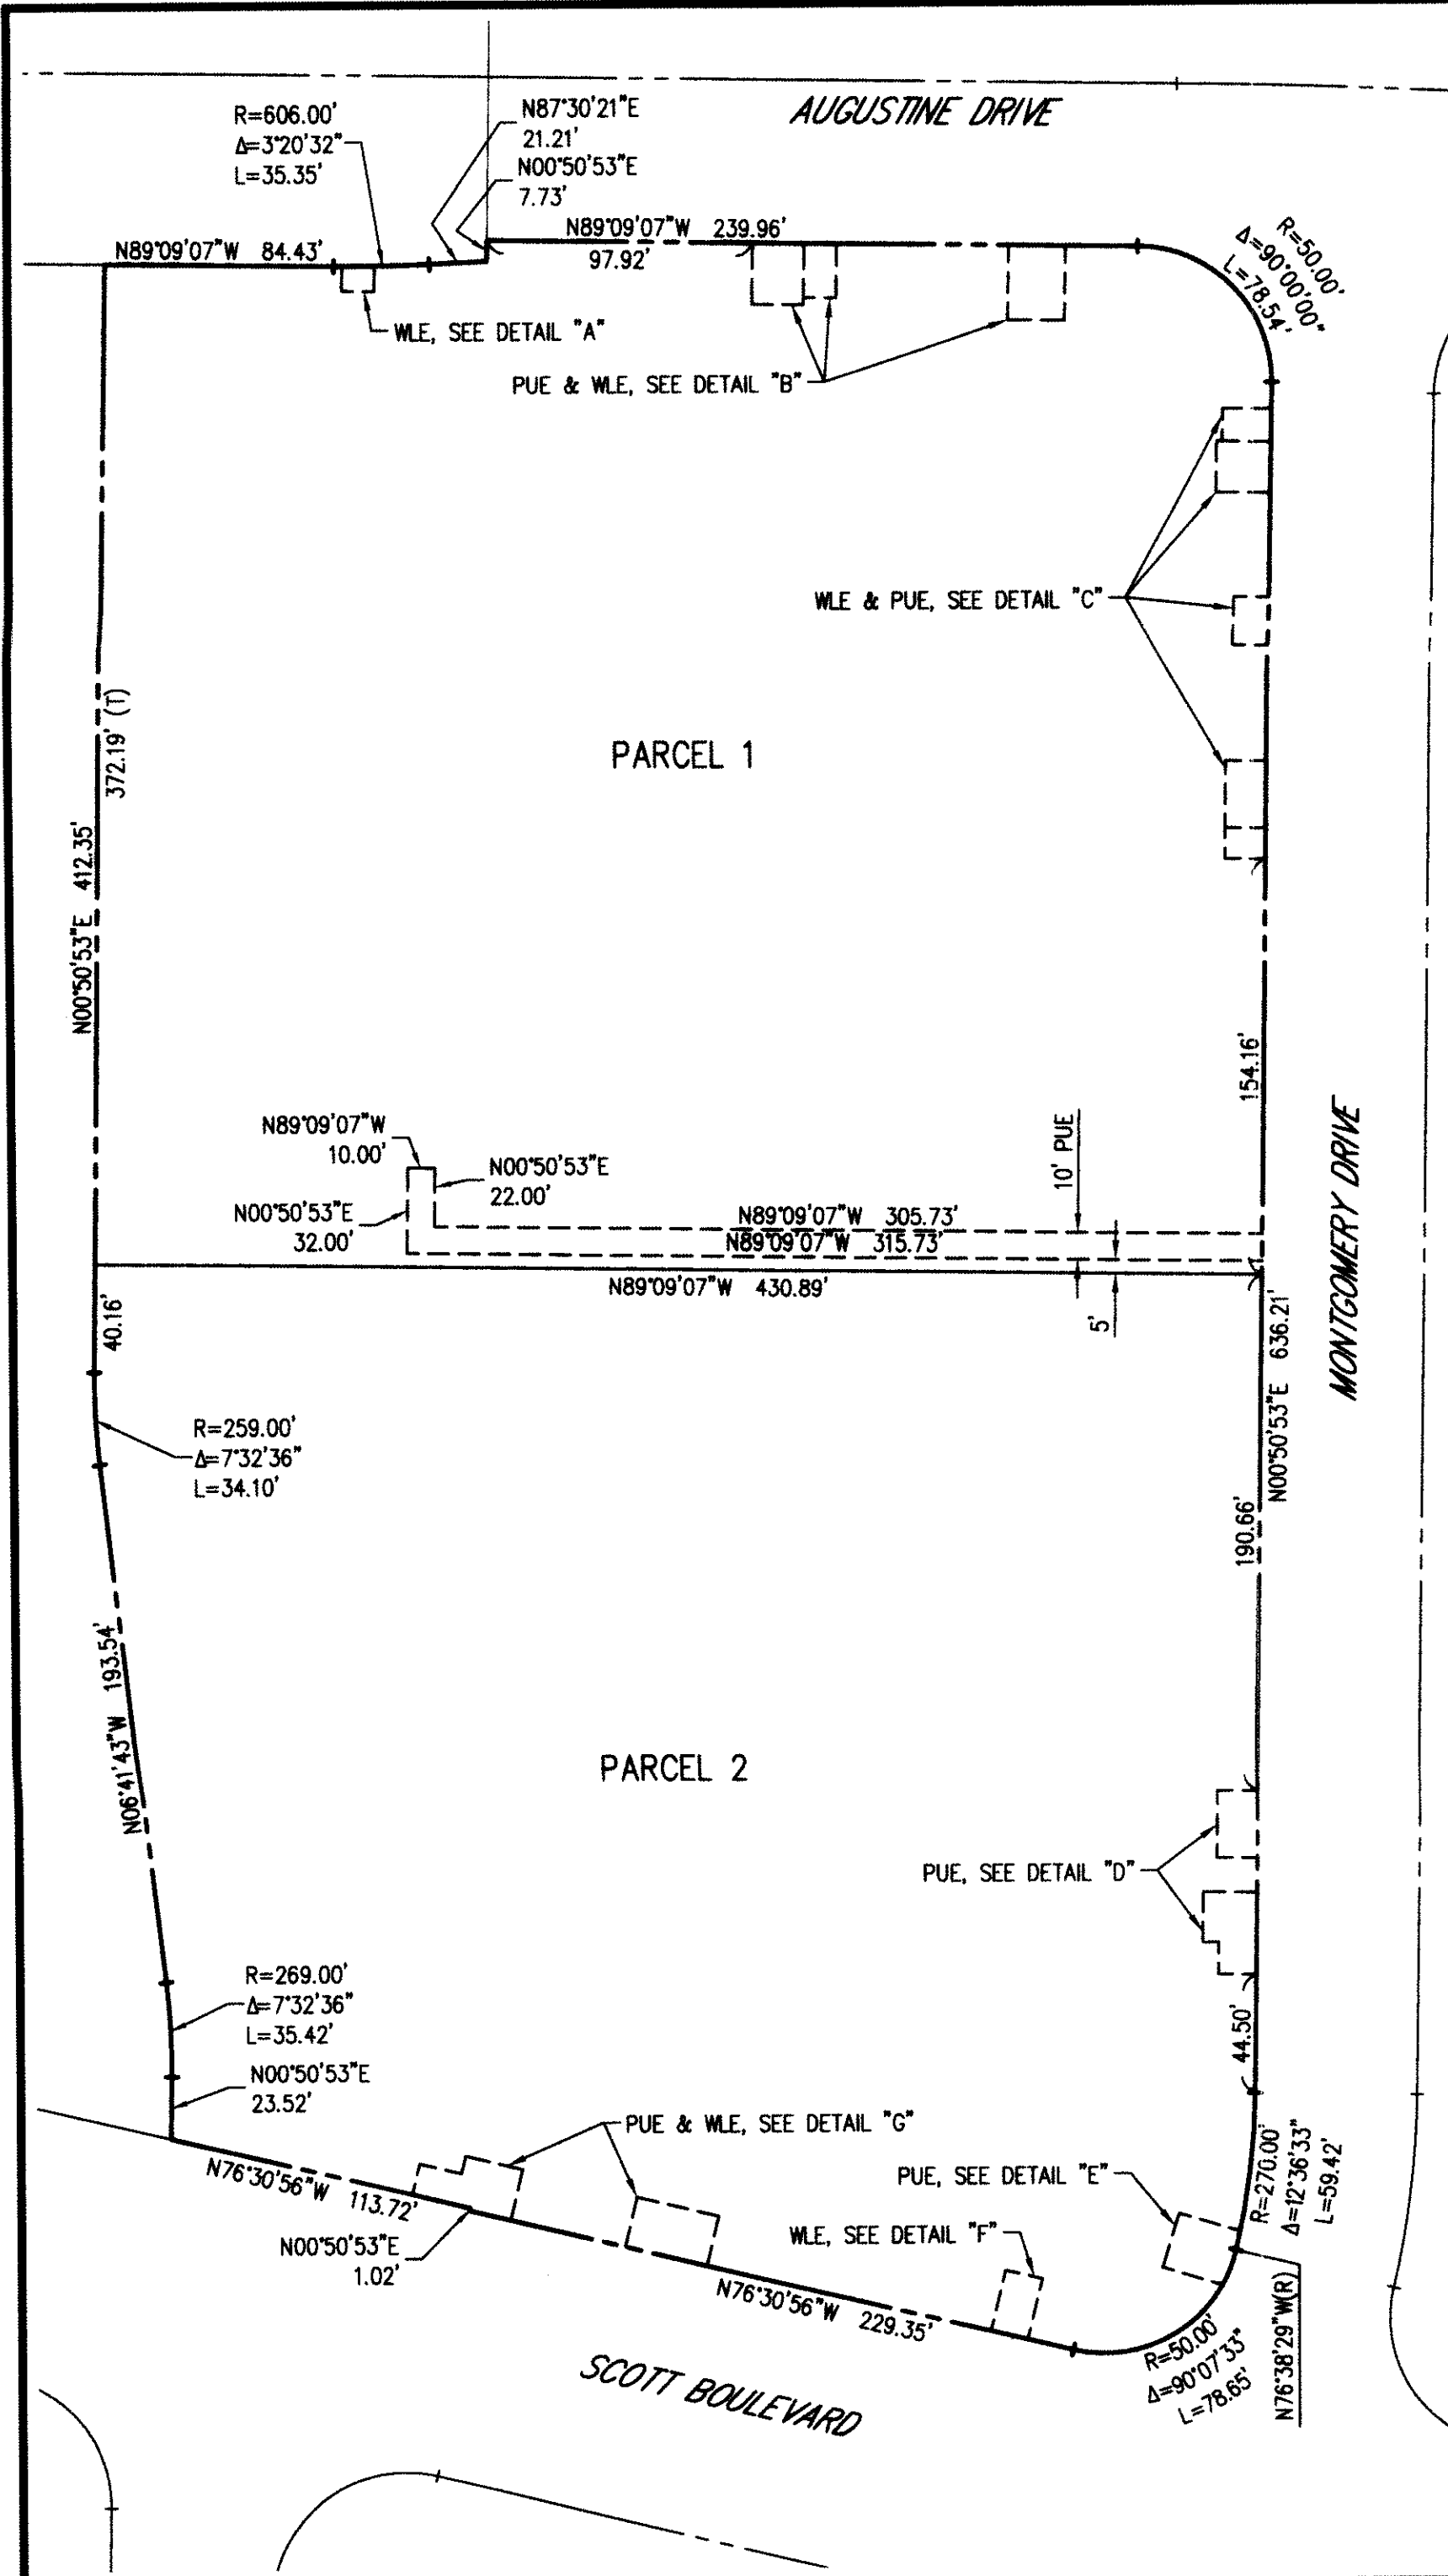 AUGUSTINE DRIVE
R=606.00'
Δ=3°20'32"
L=35.35'
N87°30'21"E
21.21'
N00°50'53"E
7.73'
N89°09'07"W 84.43'
N89°09'07"W 239.96'
97.92'
R=50.00'
Δ=90°00'00"
L=78.54'
WLE, SEE DETAIL "A"
PUE & WLE, SEE DETAIL "B"
WLE & PUE, SEE DETAIL "C"
372.19' (T)
PARCEL 1
N00°50'53"E 412.35'
154.16'
MONTGOMERY DRIVE
N89°09'07"W
10.00'
N00°50'53"E
22.00'
N00°50'53"E
32.00'
10' PUE
N89°09'07"W 305.73'
N89°09'07"W 315.73'
N89°09'07"W 430.89'
5'
40.16'
N00°50'53"E 636.21'
R=259.00'
Δ=7°32'36"
L=34.10'
190.66'
N06°41'43"W 193.54'
PARCEL 2
PUE, SEE DETAIL "D"
R=269.00'
Δ=7°32'36"
L=35.42'
N00°50'53"E
23.52'
44.50'
PUE & WLE, SEE DETAIL "G"
N76°30'56"W 113.72'
PUE, SEE DETAIL "E"
R=270.00'
Δ=12°36'33"
L=59.42'
WLE, SEE DETAIL "F"
N00°50'53"E
1.02'
N76°30'56"W 229.35'
N76°38'29"W(R)
R=50.00'
Δ=90°07'33"
L=78.65'
SCOTT BOULEVARD